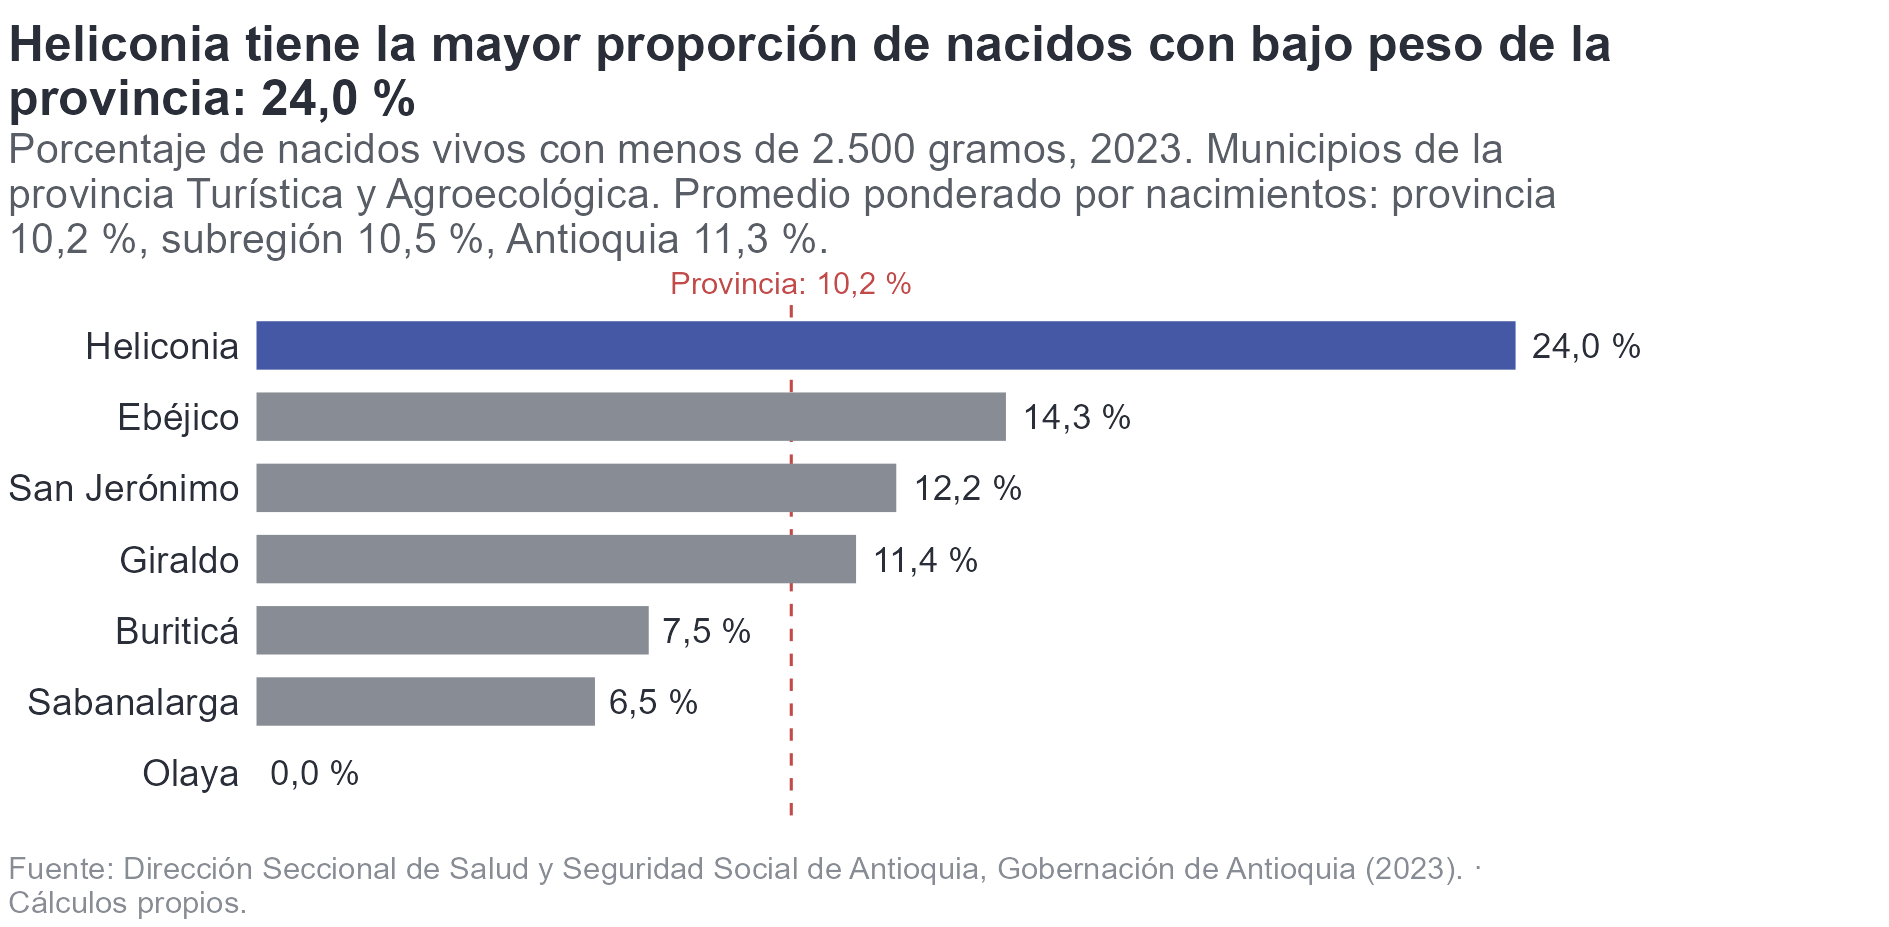 Heliconia tiene la mayor proporción de nacidos con bajo peso de la
provincia: 24,0 %
Porcentaje de nacidos vivos con menos de 2.500 gramos, 2023. Municipios de la
provincia Turística y Agroecológica. Promedio ponderado por nacimientos: provincia
10,2 %, subregión 10,5 %, Antioquia 11,3 %.
Provincia: 10,2 %
Heliconia 24,0 %
Ebéjico 14,3 %
San Jerónimo 12,2 %
Giraldo 11,4 %
Buriticá 7,5 %
Sabanalarga 6,5 %
Olaya 0,0 %
Fuente: Dirección Seccional de Salud y Seguridad Social de Antioquia, Gobernación de Antioquia (2023). ·
Cálculos propios.